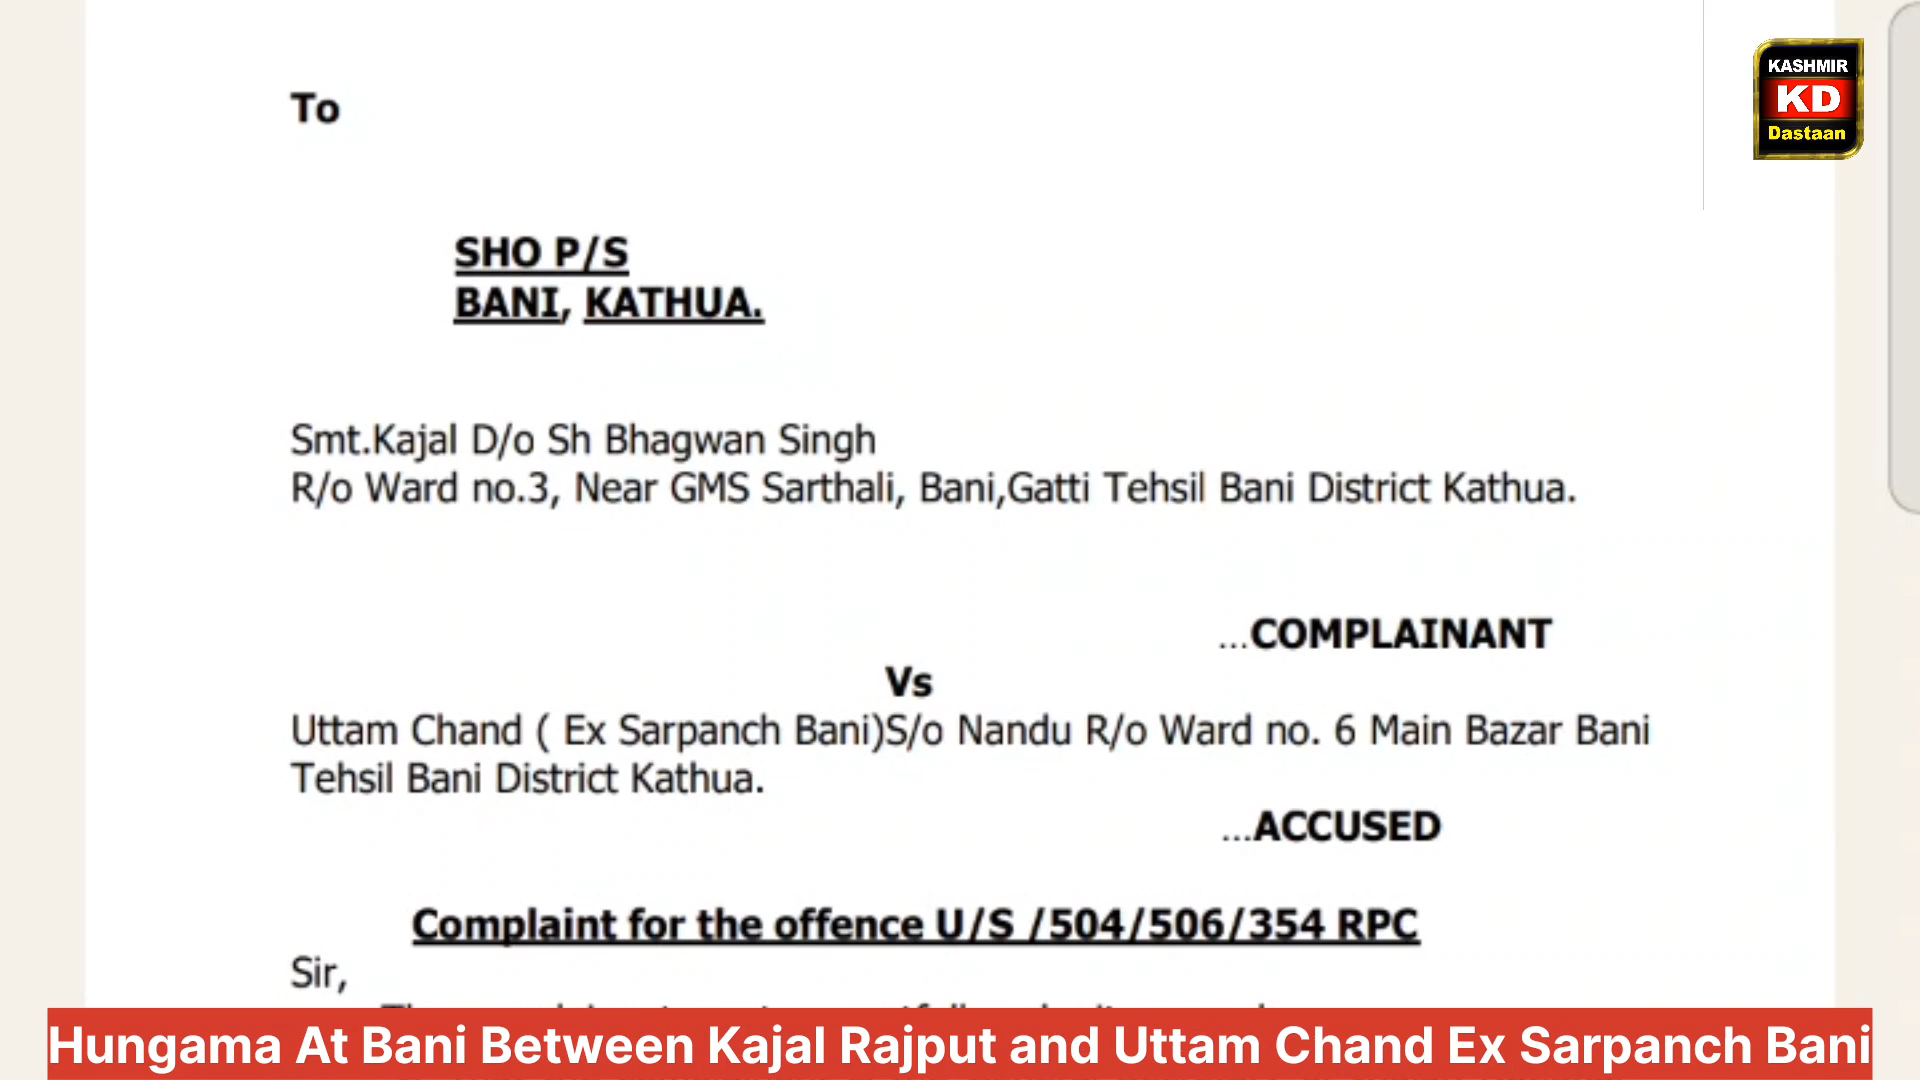 To
KASHMIR
KD
Dastaan
SHO P/S
BANI, KATHUA.
Smt.Kajal D/o Sh Bhagwan Singh
R/o Ward no.3, Near GMS Sarthali, Bani,Gatti Tehsil Bani District Kathua.
...COMPLAINANT
Vs
Uttam Chand ( Ex Sarpanch Bani)S/o Nandu R/o Ward no. 6 Main Bazar Bani
Tehsil Bani District Kathua.
...ACCUSED
Complaint for the offence U/S /504/506/354 RPC
Sir,
Hungama At Bani Between Kajal Rajput and Uttam Chand Ex Sarpanch Bani